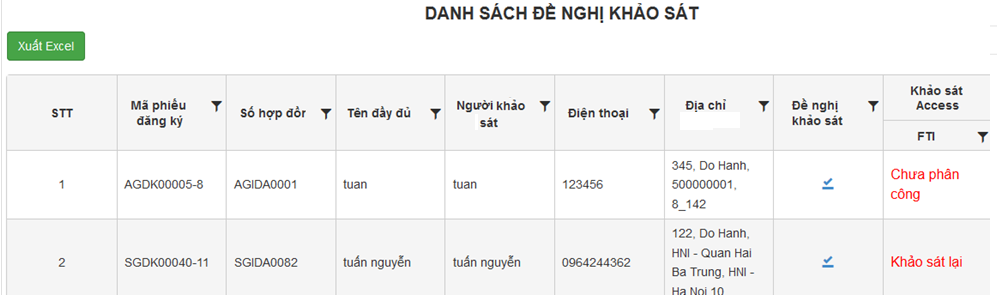 DANH SÁCH ĐỀ NGHỊ KHẢO SÁT
Xuất Excel
STT
Mã phiếu
đăng ký
Số hợp đồr
Tên đầy đủ
Người khảo
sát
Điện thoại
Địa chỉ
Đề nghị
khảo sát
Khảo sát
Access
FTI
1
AGDK00005-8
AGIDA0001
tuan
tuan
123456
345, Do Hanh,
500000001,
8_142
Chưa phân
công
2
SGDK00040-11
SGIDA0082
tuấn nguyễn
tuấn nguyễn
0964244362
122, Do Hanh,
HNI - Quan Hai
Ba Trung, HNI -
Ha Noi 10
Khảo sát lại